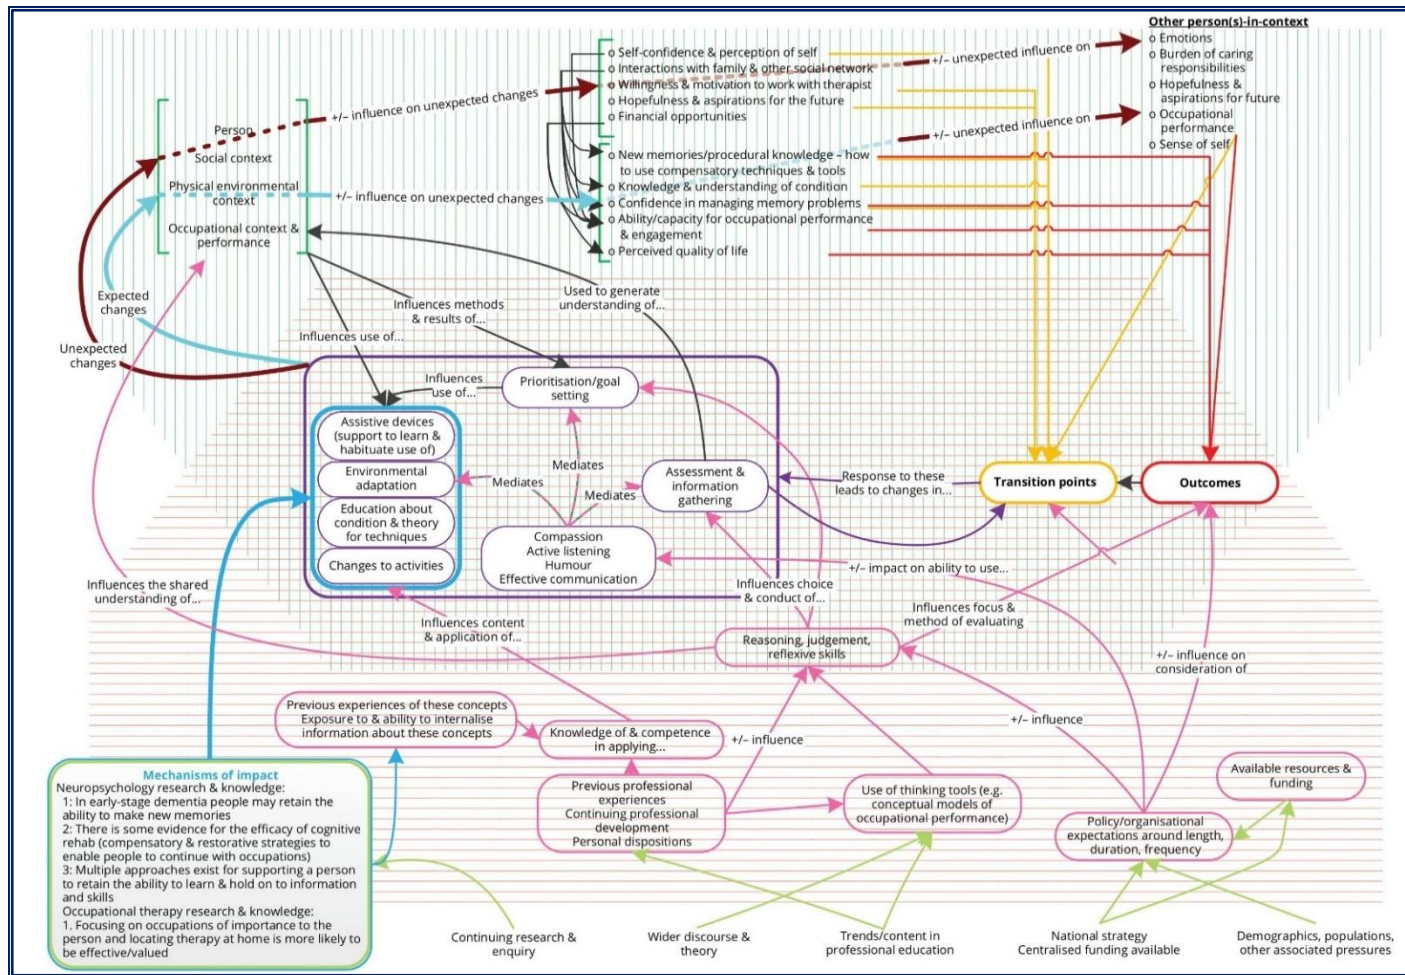 Other person(s)-in-context
o Emotions
o Burden of caring
responsibilities
o Hopefulness &
aspirations for future
o Occupational
performance
o Sense of self
o Self-confidence & perception of self
o Interactions with family & other social network
o Willingness & motivation to work with therapist
o Hopefulness & aspirations for the future
o Financial opportunities
+/– unexpected influence on
+/– unexpected influence on
+/– influence on unexpected changes
Person
Social context
Physical environmental
context
Occupational context &
performance
+/– influence on unexpected changes
o New memories/procedural knowledge – how
to use compensatory techniques & tools
o Knowledge & understanding of condition
o Confidence in managing memory problems
o Ability/capacity for occupational performance
& engagement
o Perceived quality of life
Expected
changes
Unexpected
changes
Influences methods
& results of...
Used to generate
understanding of...
Influences use of...
Influences
use of...
Prioritisation/goal
setting
Assistive devices
(support to learn &
habituate use of)
Environmental
adaptation
Education about
condition & theory
for techniques
Changes to activities
Mediates
Mediates
Mediates
Assessment &
information
gathering
Compassion
Active listening
Humour
Effective communication
Response to these
leads to changes in...
Transition points
Outcomes
Influences the shared
understanding of...
Influences content
& application of...
Influences choice
& conduct of...
+/– impact on ability to use...
Influences focus &
method of evaluating
Reasoning, judgement,
reflexive skills
+/– influence on
consideration of
Previous experiences of these concepts
Exposure to & ability to internalise
information about these concepts
Knowledge of & competence
in applying...
+/– influence
+/– influence
Previous professional
experiences
Continuing professional
development
Personal dispositions
Use of thinking tools (e.g.
conceptual models of
occupational performance)
Available resources &
funding
Policy/organisational
expectations around length,
duration, frequency
Mechanisms of impact
Neuropsychology research & knowledge:
1: In early-stage dementia people may retain the
ability to make new memories
2: There is some evidence for the efficacy of cognitive
rehab (compensatory & restorative strategies to
enable people to continue with occupations)
3: Multiple approaches exist for supporting a person
to retain the ability to learn & hold on to information
and skills
Occupational therapy research & knowledge:
1. Focusing on occupations of importance to the
person and locating therapy at home is more likely to
be effective/valued
Continuing research &
enquiry
Wider discourse &
theory
Trends/content in
professional education
National strategy
Centralised funding available
Demographics, populations,
other associated pressures